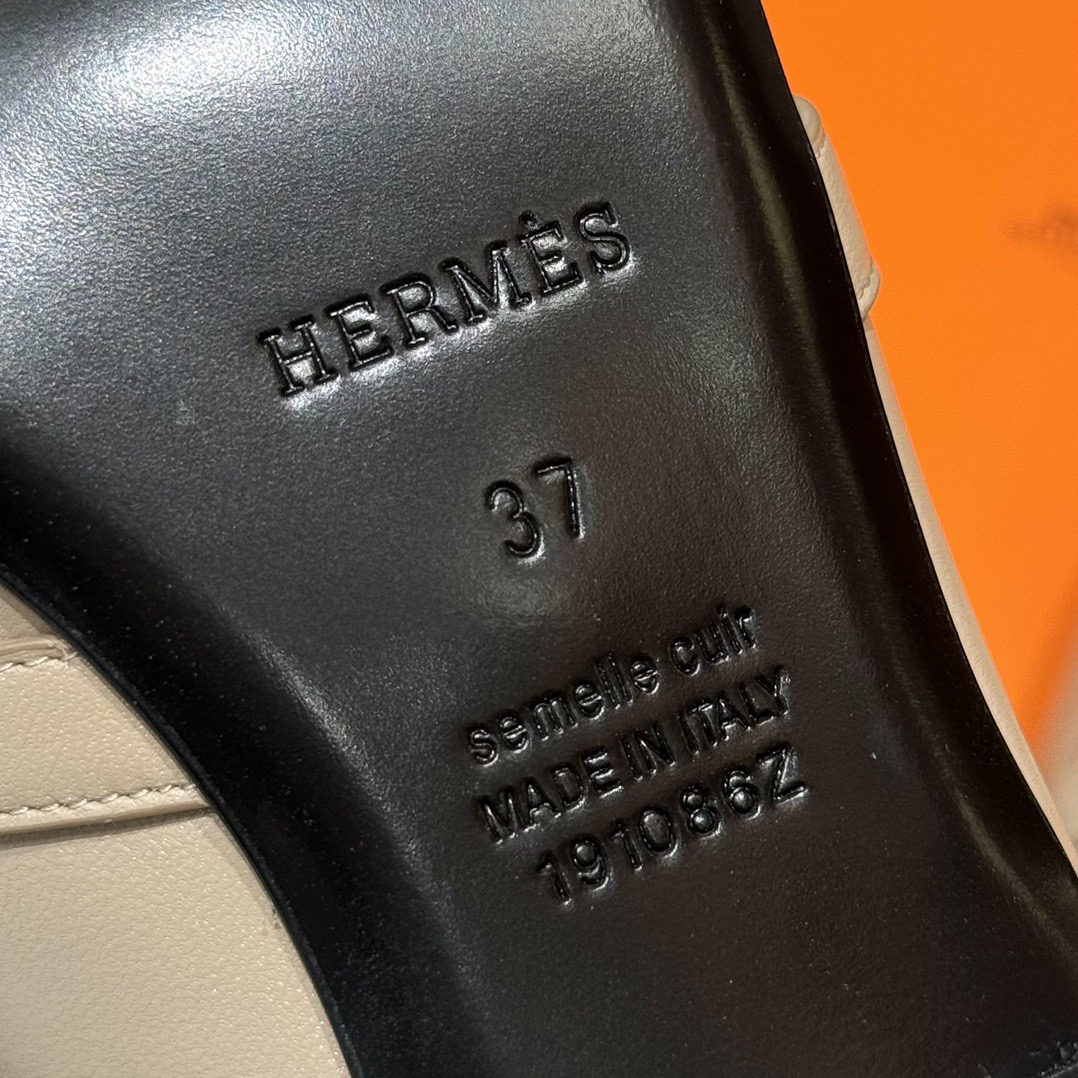 HERMÈS
37
semelle cuir
MADE IN ITALY
191086Z